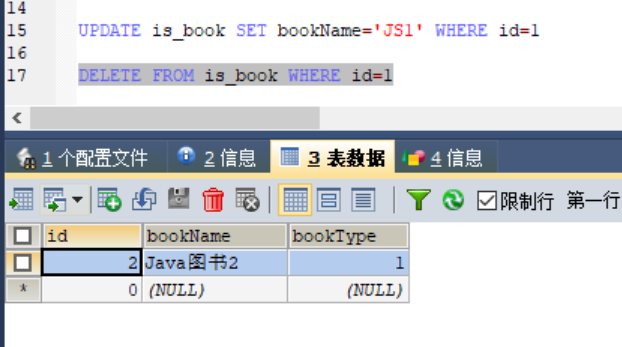 14
15 UPDATE is_book SET bookName='JS1' WHERE id=1
16
17 DELETE FROM is_book WHERE id=1
1 个配置文件 2 信息 3 表数据 4 信息
限制行 第一行
id bookName bookType
2 Java图书2 1
* 0 (NULL) (NULL)